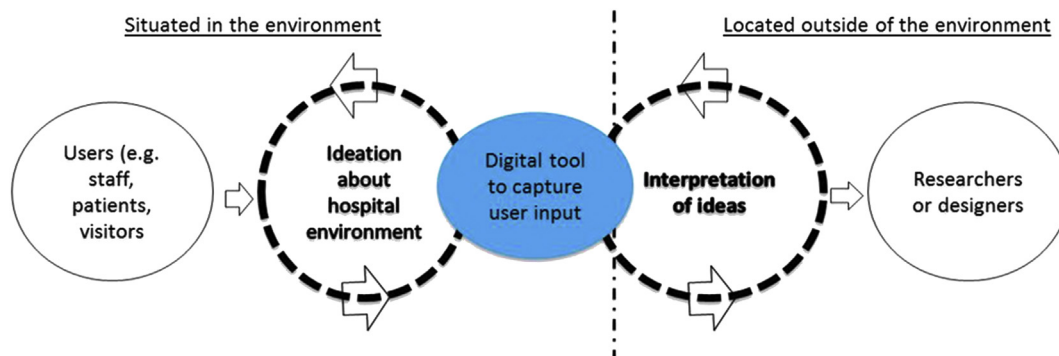 Situated in the environment
Located outside of the environment
Users (e.g.
staff,
patients,
visitors
Ideation
about
hospital
environment
Digital tool
to capture
user input
Interpretation
of ideas
Researchers
or designers